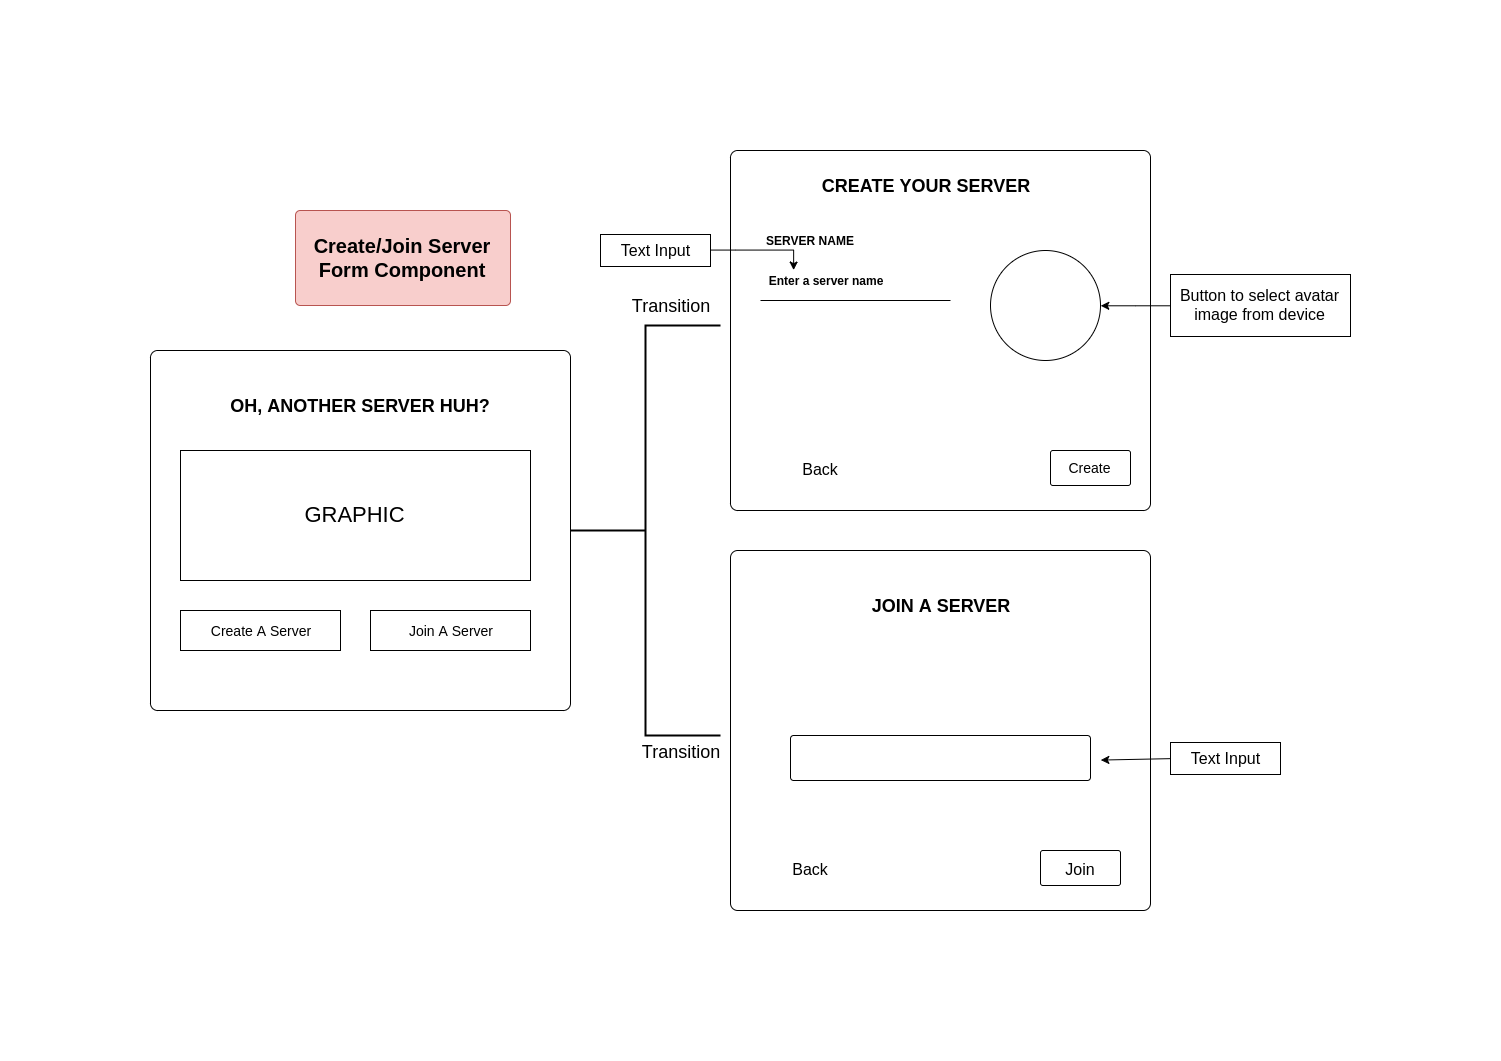 Create/Join Server
Form Component
OH, ANOTHER SERVER HUH?
GRAPHIC
Create A Server
Join A Server
Transition
Transition
CREATE YOUR SERVER
Text Input
SERVER NAME
Enter a server name
Button to select avatar
image from device
Back
Create
JOIN A SERVER
Text Input
Back
Join